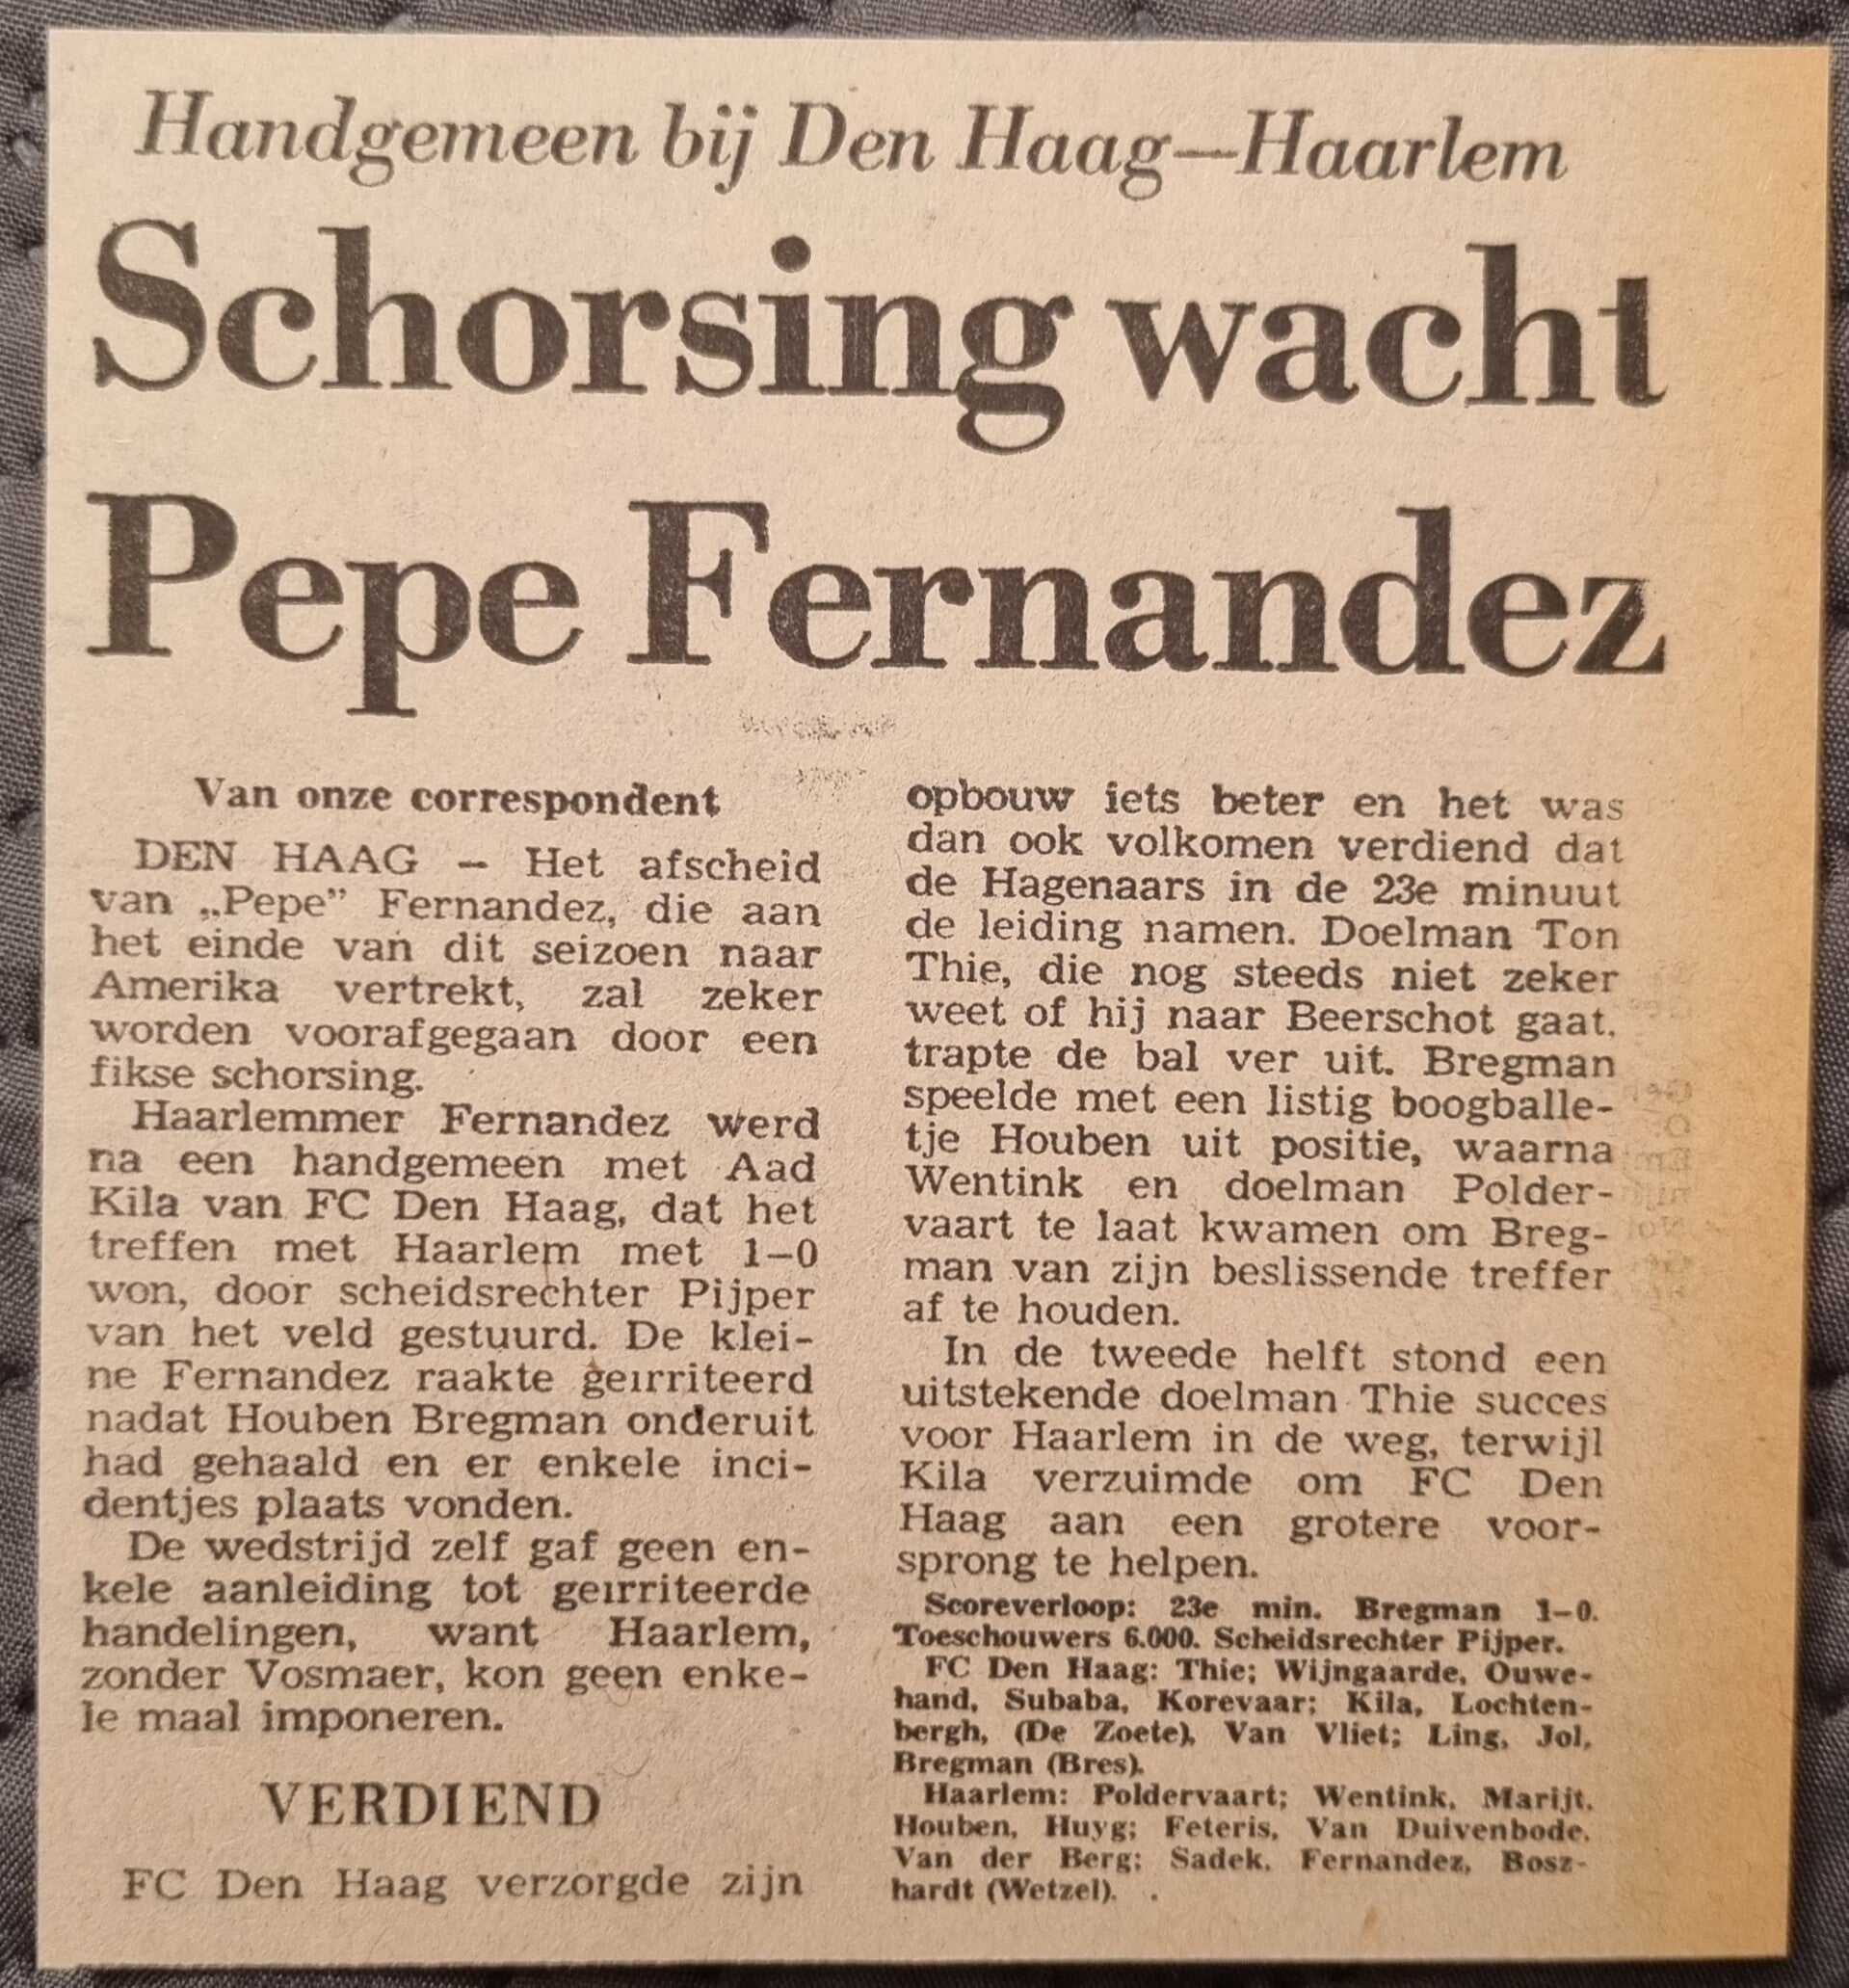 Handgemeen bij Den Haag—Haarlem
Schorsing wacht
Pepe Fernandez
Van onze correspondent
DEN HAAG – Het afscheid
van „Pepe” Fernandez, die aan
het einde van dit seizoen naar
Amerika vertrekt, zal zeker
worden voorafgegaan door een
fikse schorsing.
Haarlemmer Fernandez werd
na een handgemeen met Aad
Kila van FC Den Haag, dat het
treffen met Haarlem met 1–0
won, door scheidsrechter Pijper
van het veld gestuurd. De klei-
ne Fernandez raakte geırriteerd
nadat Houben Bregman onderuit
had gehaald en er enkele inci-
dentjes plaats vonden.
De wedstrijd zelf gaf geen en-
kele aanleiding tot geırriteerde
handelingen, want Haarlem,
zonder Vosmaer, kon geen enke-
le maal imponeren.
VERDIEND
FC Den Haag verzorgde zijn
opbouw iets beter en het was
dan ook volkomen verdiend dat
de Hagenaars in de 23e minuut
de leiding namen. Doelman Ton
Thie, die nog steeds niet zeker
weet of hij naar Beerschot gaat,
trapte de bal ver uit. Bregman
speelde met een listig boogballe-
tje Houben uit positie, waarna
Wentink en doelman Polder-
vaart te laat kwamen om Breg-
man van zijn beslissende treffer
af te houden.
In de tweede helft stond een
uitstekende doelman Thie succes
voor Haarlem in de weg, terwijl
Kila verzuimde om FC Den
Haag aan een grotere voor-
sprong te helpen.
Scoreverloop: 23e min. Bregman 1–0.
Toeschouwers 6.000. Scheidsrechter Pijper.
FC Den Haag: Thie; Wijngaarde, Ouwe-
hand, Subaba, Korevaar; Kila, Lochten-
bergh, (De Zoete), Van Vliet; Ling, Jol,
Bregman (Bres).
Haarlem: Poldervaart; Wentink, Marijt,
Houben, Huyg; Feteris, Van Duivenbode,
Van der Berg; Sadek, Fernandez, Bosz-
hardt (Wetzel).